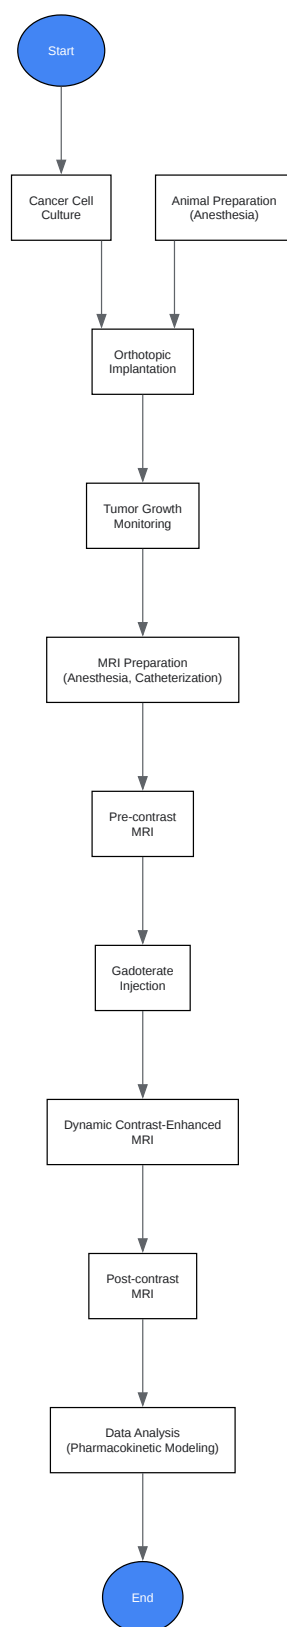 Start
Cancer Cell
Culture
Animal Preparation
(Anesthesia)
Orthotopic
Implantation
Tumor Growth
Monitoring
MRI Preparation
(Anesthesia, Catheterization)
Pre-contrast
MRI
Gadoterate
Injection
Dynamic Contrast-Enhanced
MRI
Post-contrast
MRI
Data Analysis
(Pharmacokinetic Modeling)
End